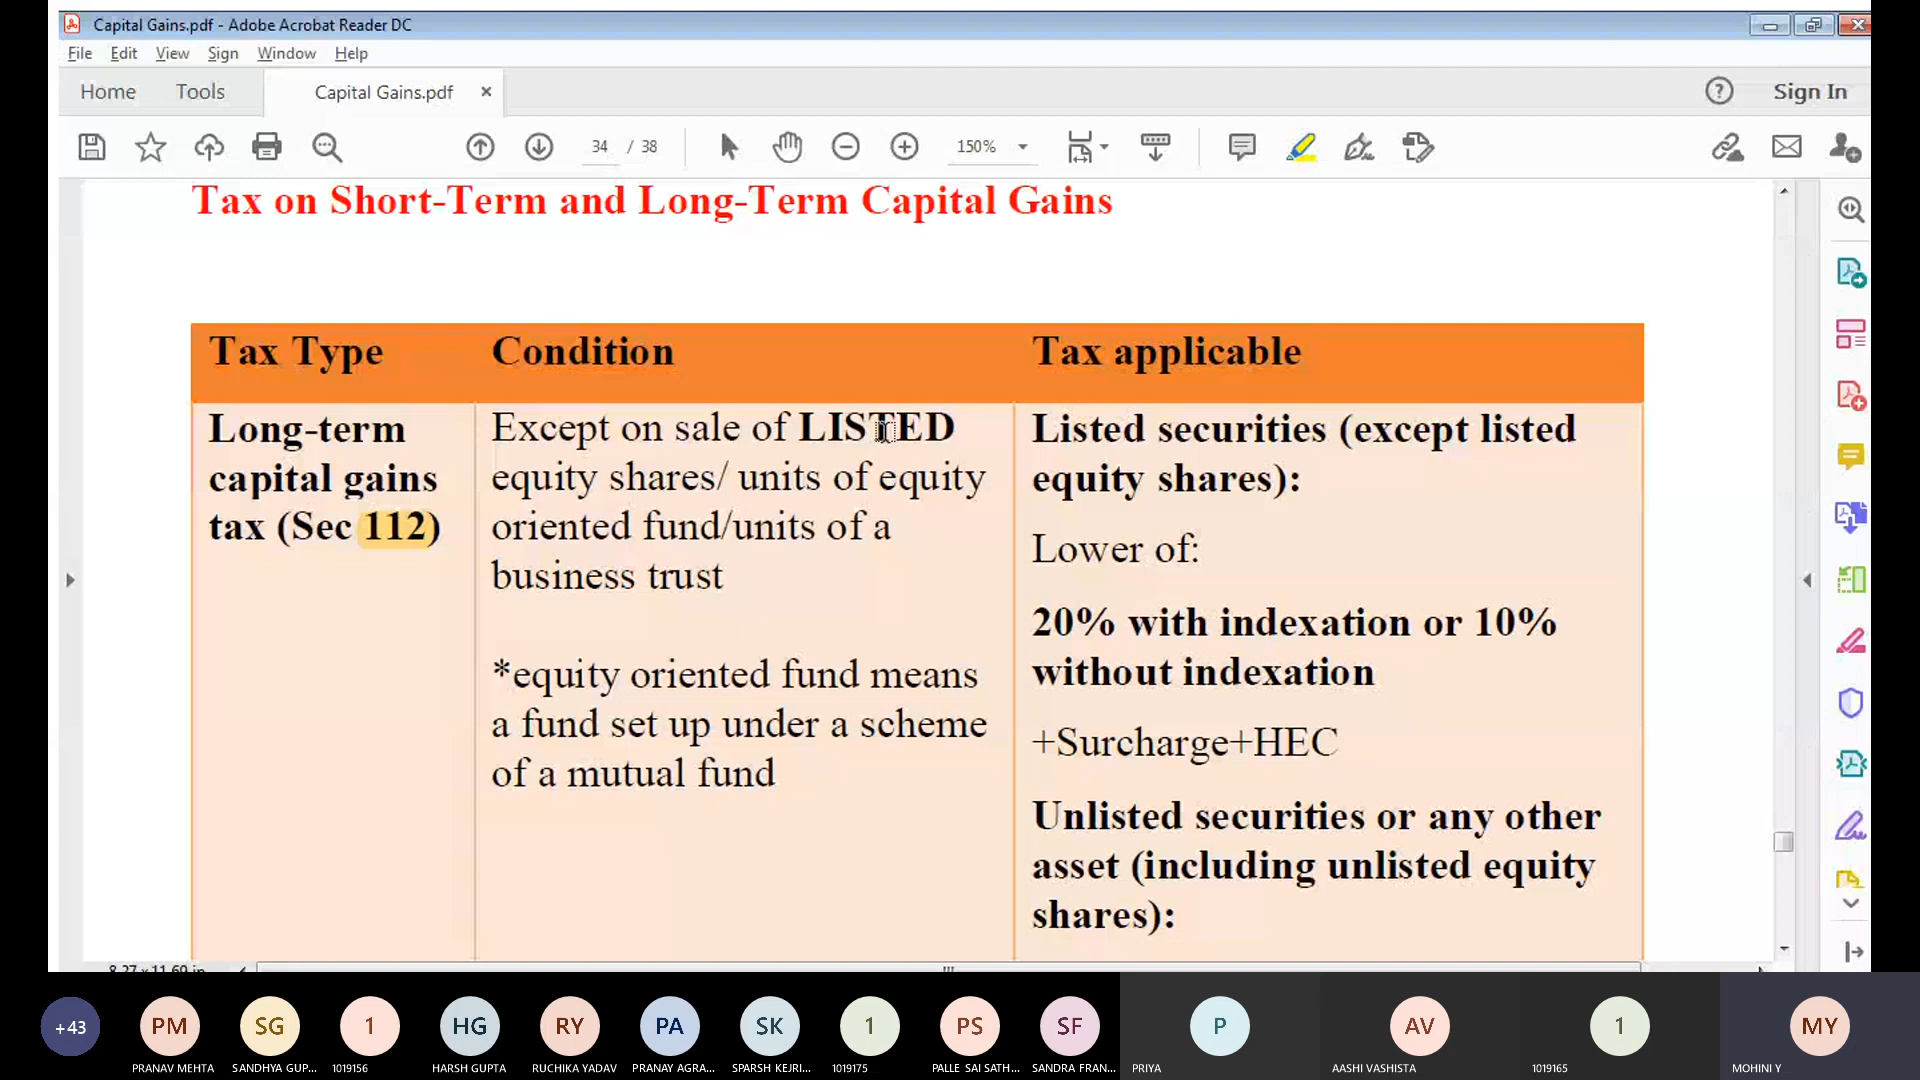 Capital Gains.pdf - Adobe Acrobat Reader DC
File Edit View Sign Window Help
Home Tools Capital Gains.pdf × Sign In
34 / 38 150%
Tax on Short-Term and Long-Term Capital Gains
Tax Type Condition Tax applicable
Long-term
capital gains
tax (Sec 112)
Except on sale of LISTED
equity shares/ units of equity
oriented fund/units of a
business trust
*equity oriented fund means
a fund set up under a scheme
of a mutual fund
Listed securities (except listed
equity shares):
Lower of:
20% with indexation or 10%
without indexation
+Surcharge+HEC
Unlisted securities or any other
asset (including unlisted equity
shares):
8.27 x 11.69 in
+43 PM SG 1 HG RY PA SK 1 PS SF P AV 1 MY
PRANAV MEHTA SANDHYA GUP... 1019156 HARSH GUPTA RUCHIKA YADAV PRANAY AGRA... SPARSH KEJRI... 1019175 PALLE SAI SATH... SANDRA FRAN... PRIYA AASHI VASHISTA 1019165 MOHINI Y